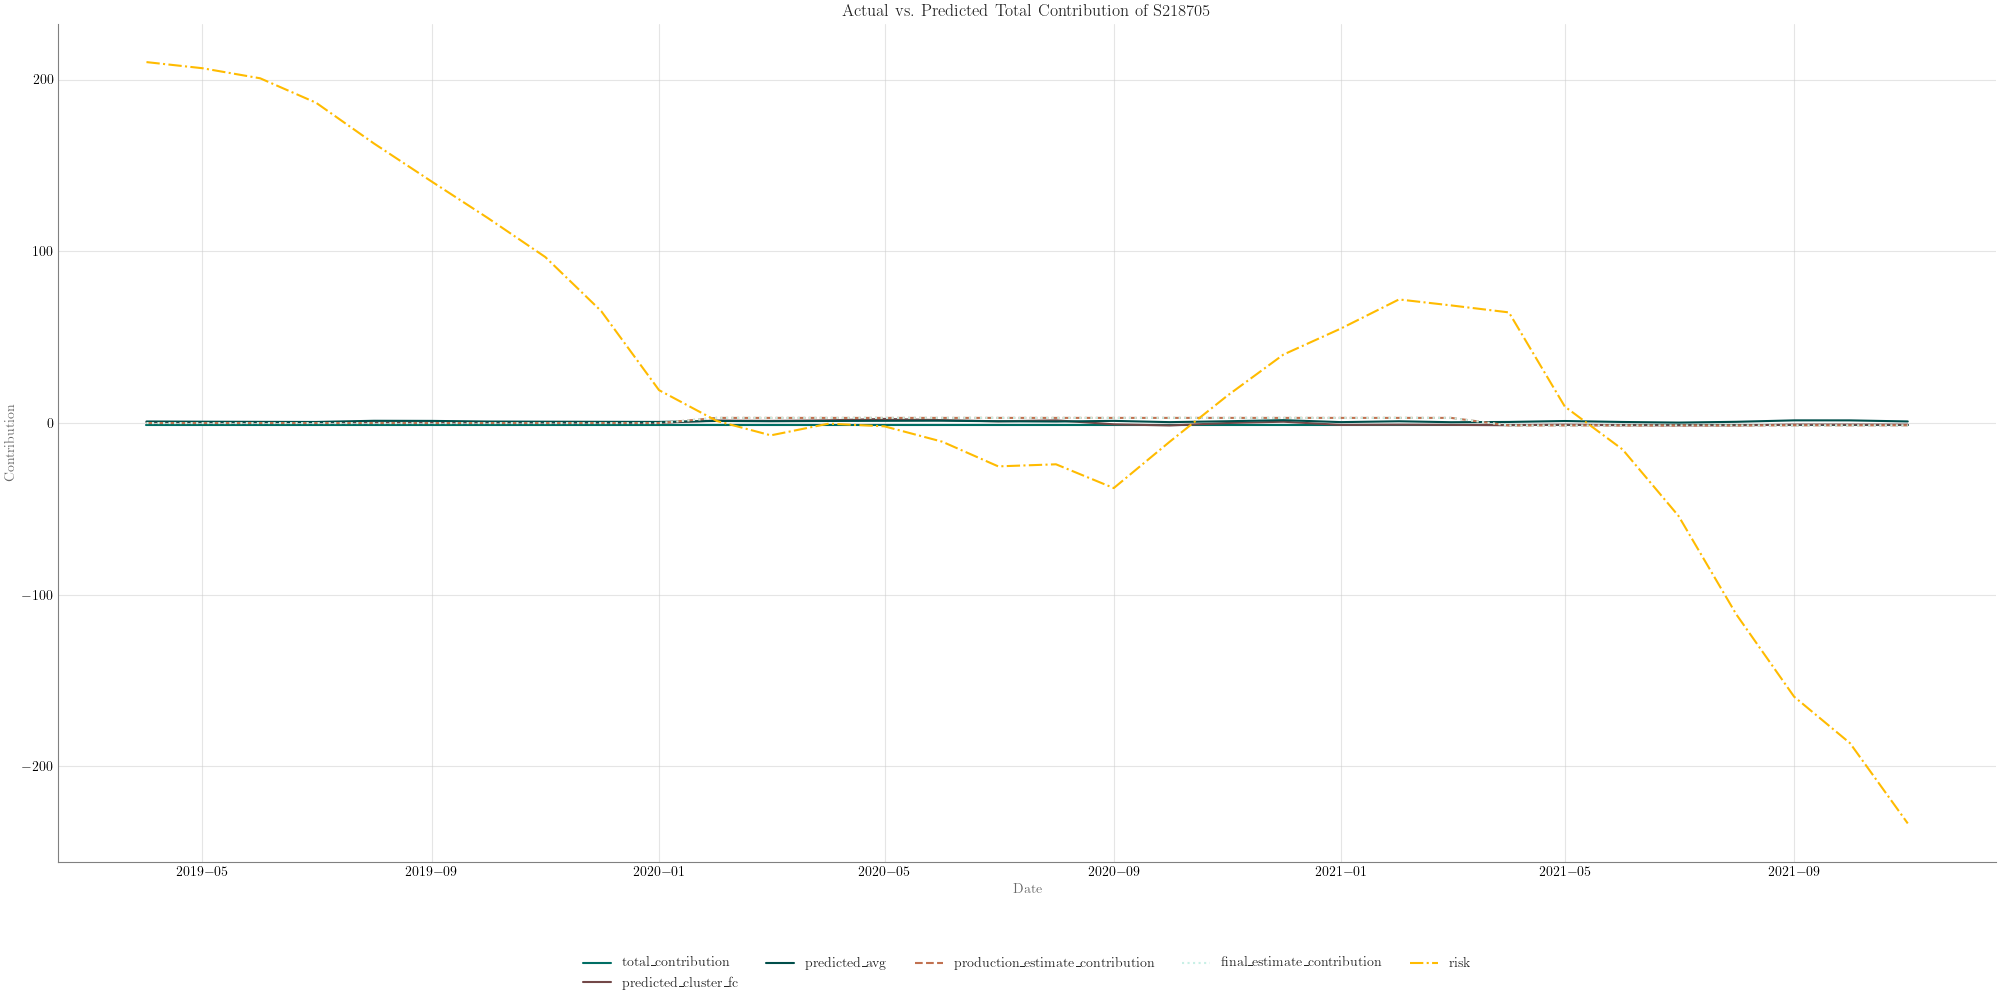 Actual vs. Predicted Total Contribution of S218705
200
100
0
−100
−200
Contribution
2019−05 2019−09 2020−01 2020−05 2020−09 2021−01 2021−05 2021−09
Date
total_contribution predicted_avg production_estimate_contribution final_estimate_contribution risk
predicted_cluster_fc